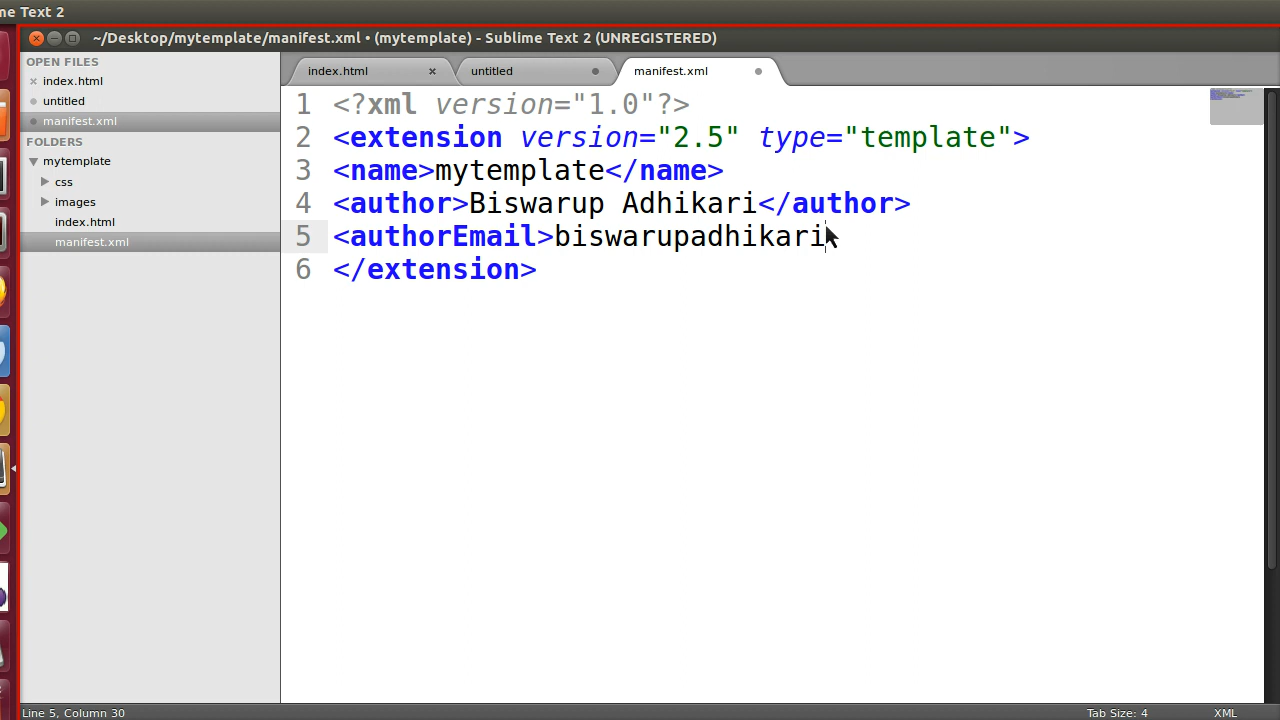 me Text 2
~/Desktop/mytemplate/manifest.xml • (mytemplate) - Sublime Text 2 (UNREGISTERED)
OPEN FILES
index.html
untitled
manifest.xml
FOLDERS
mytemplate
css
images
index.html
manifest.xml
index.html
untitled
manifest.xml
1 <?xml version="1.0"?>
2 <extension version="2.5" type="template">
3 <name>mytemplate</name>
4 <author>Biswarup Adhikari</author>
5 <authorEmail>biswarupadhikari
6 </extension>
Line 5, Column 30
Tab Size: 4
XML